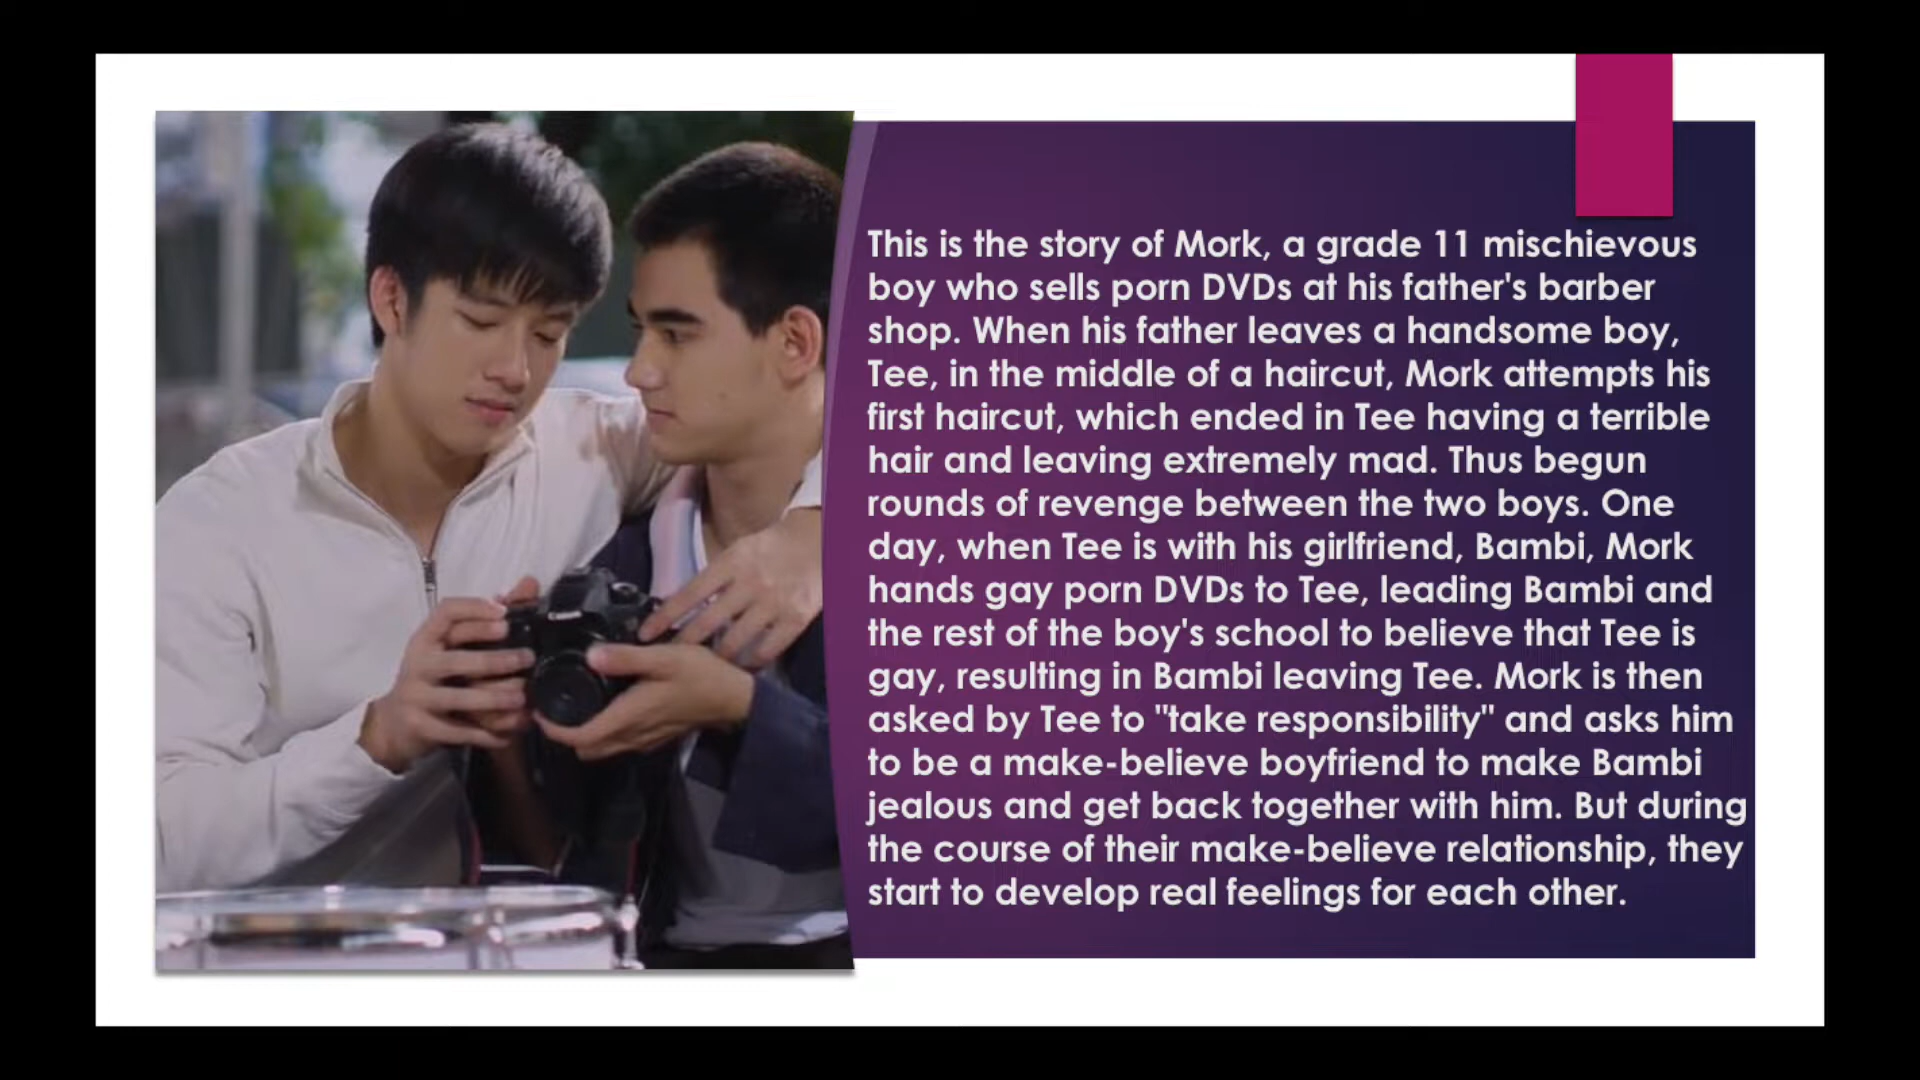 This is the story of Mork, a grade 11 mischievous
boy who sells porn DVDs at his father's barber
shop. When his father leaves a handsome boy,
Tee, in the middle of a haircut, Mork attempts his
first haircut, which ended in Tee having a terrible
hair and leaving extremely mad. Thus begun
rounds of revenge between the two boys. One
day, when Tee is with his girlfriend, Bambi, Mork
hands gay porn DVDs to Tee, leading Bambi and
the rest of the boy's school to believe that Tee is
gay, resulting in Bambi leaving Tee. Mork is then
asked by Tee to "take responsibility" and asks him
to be a make-believe boyfriend to make Bambi
jealous and get back together with him. But during
the course of their make-believe relationship, they
start to develop real feelings for each other.